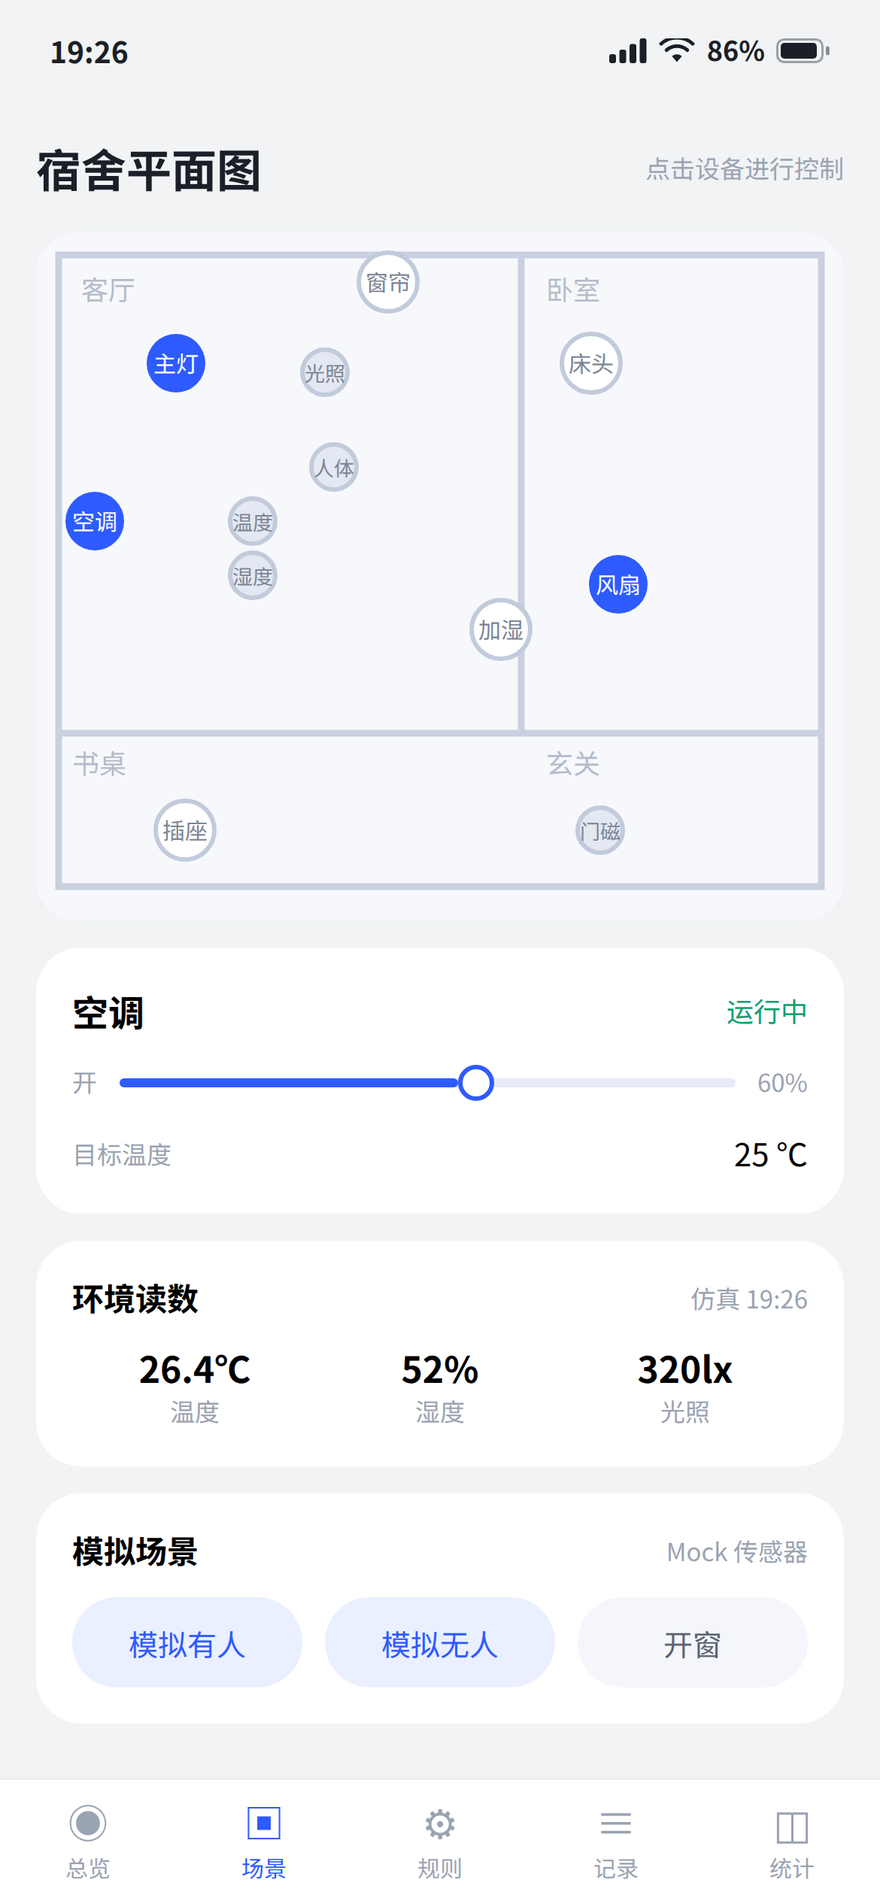 19:26
86%
宿舍平面图
点击设备进行控制
客厅
窗帘
卧室
主灯
光照
床头
人体
空调
温度
湿度
风扇
加湿
书桌
玄关
插座
门磁
空调
运行中
开
60%
目标温度
25 °C
环境读数
仿真 19:26
26.4°C
52%
320lx
温度
湿度
光照
模拟场景
Mock 传感器
模拟有人
模拟无人
开窗
总览
场景
规则
记录
统计